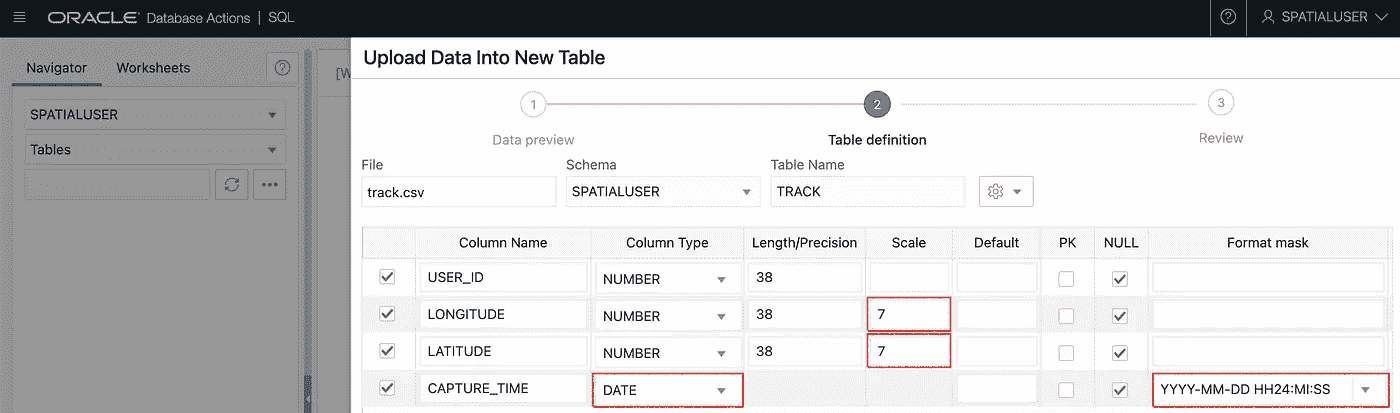 ORACLE Database Actions | SQL
SPATIALUSER
Navigator Worksheets
SPATIALUSER
Tables
[W
Upload Data Into New Table
1 2 3
Data preview Table definition Review
File Schema Table Name
track.csv SPATIALUSER TRACK
Column Name Column Type Length/Precision Scale Default PK NULL Format mask
USER_ID NUMBER 38
LONGITUDE NUMBER 38 7
LATITUDE NUMBER 38 7
CAPTURE_TIME DATE YYYY-MM-DD HH24:MI:SS